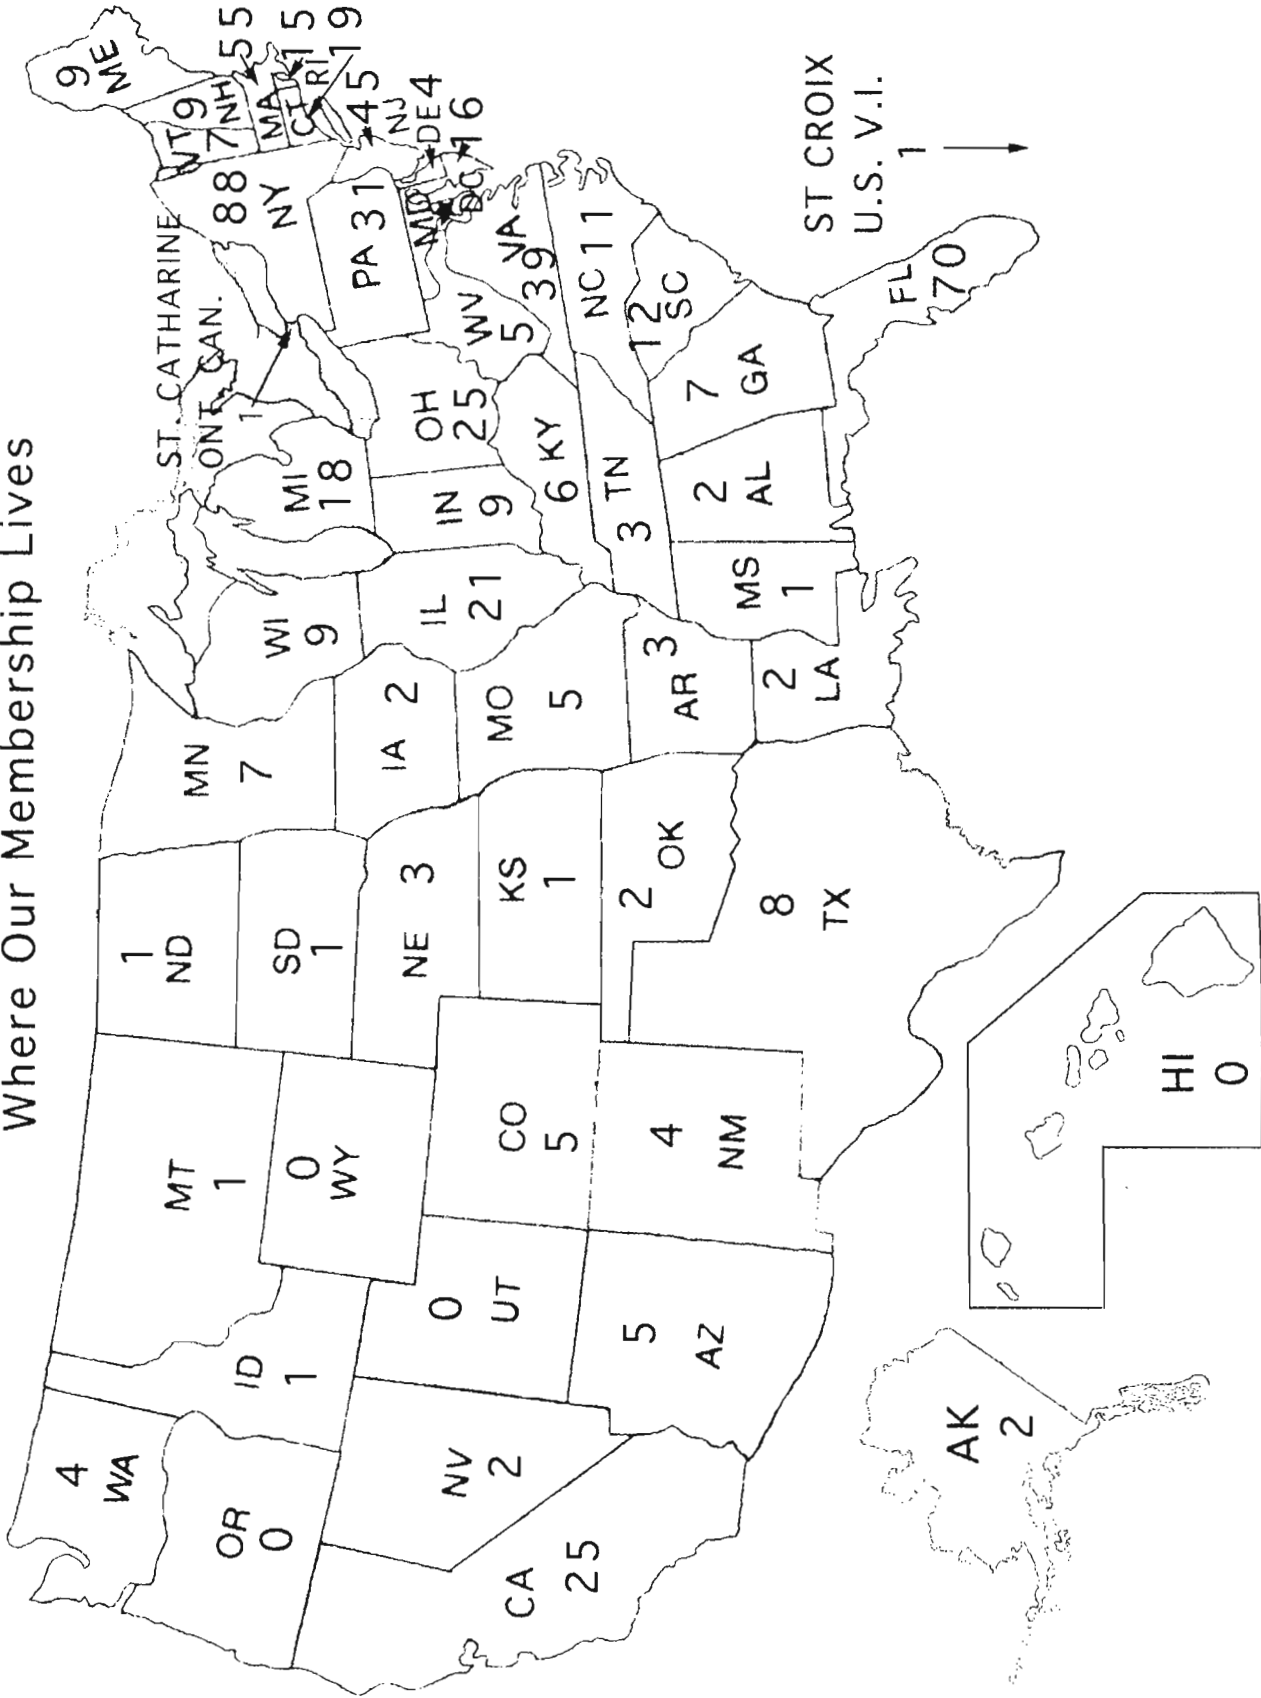 Where Our Membership Lives
4
WA
OR
0
CA
25
NV
2
ID
1
MT
1
0
WY
0
UT
5
AZ
CO
5
4
NM
1
ND
SD
1
NE 3
KS
1
2
OK
8
TX
MN
7
IA 2
MO
5
3
AR
2
LA
WI
9
IL
21
MI
18
IN
9
OH
25
6 KY
3 TN
MS
1
2
AL
7
GA
FL
70
12
SC
NC 11
VA
39
WV
5
PA 31
88
NY
VT
7
9
NH
9
ME
MA
55
CT
RI
15
19
45
NJ
DE 4
MD
16
DC
ST. CATHARINE
ONT CAN.
1
ST CROIX
U.S. V.I.
1
AK
2
HI
0